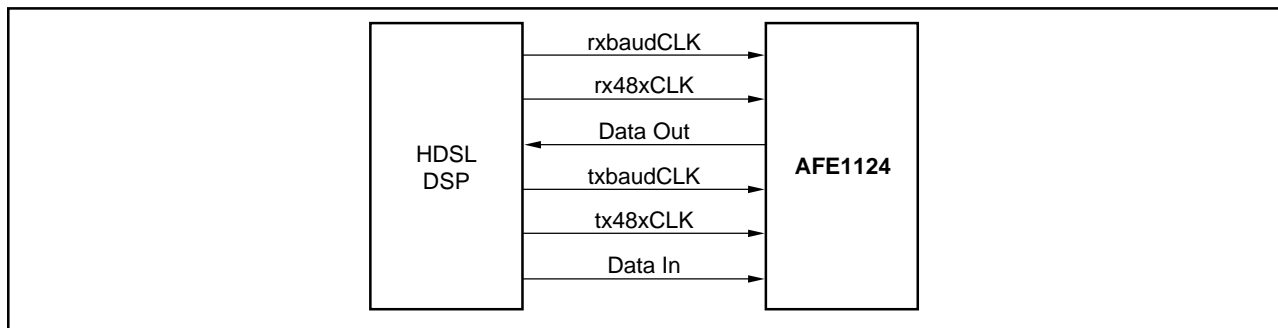 rxbaudCLK
rx48xCLK
Data Out
HDSL
DSP
AFE1124
txbaudCLK
tx48xCLK
Data In